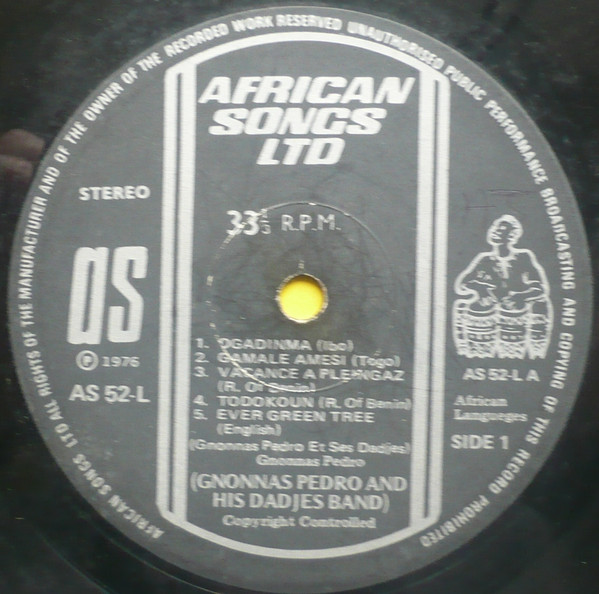 AFRICAN SONGS LTD ALL RIGHTS OF THE MANUFACTURER AND OF THE OWNER OF THE RECORDED WORK RESERVED UNAUTHORISED PUBLIC PERFORMANCE BROADCASTING AND COPYING OF THIS RECORD PROHIBITED
AFRICAN
SONGS
LTD
STEREO
33⅓ R.P.M.
as
℗ 1976
AS 52-L
1. OGADINMA (Ibo)
2. GAMALE AMESI (Togo)
3. VACANCE A PLEINGAZ
(R. Of Benin)
4. TODOKOUN (R. Of Benin)
5. EVER GREEN TREE
(English)
(Gnonnas Pedro Et Ses Dadjes)
Gnonnas Pedro
(GNONNAS PEDRO AND
HIS DADJES BAND)
Copyright Controlled
AS 52-L A
African
Langueges
SIDE 1